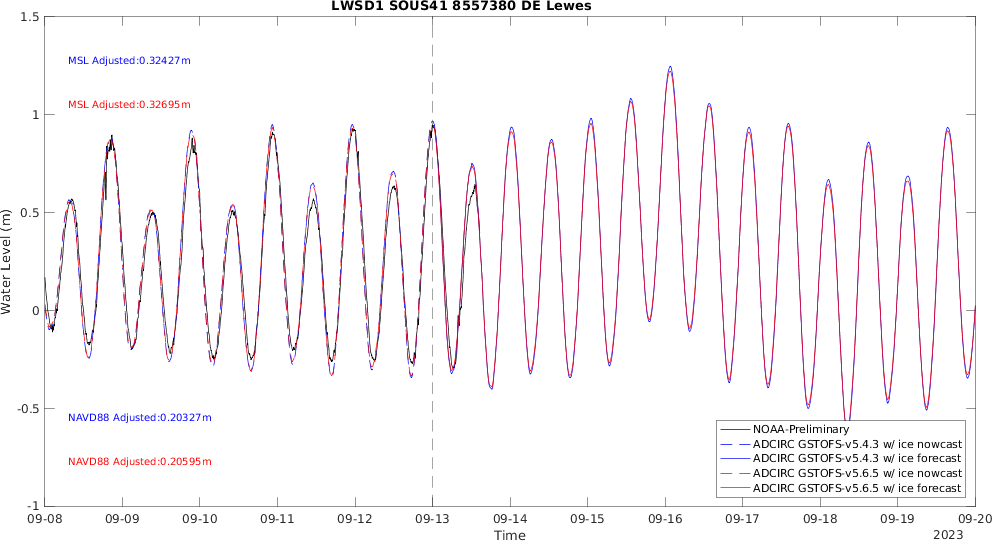 LWSD1 SOUS41 8557380 DE Lewes
1.5
MSL Adjusted:0.32427m
MSL Adjusted:0.32695m
1
0.5
Water Level (m)
0
-0.5
NAVD88 Adjusted:0.20327m
NAVD88 Adjusted:0.20595m
NOAA-Preliminary
ADCIRC GSTOFS-v5.4.3 w/ ice nowcast
ADCIRC GSTOFS-v5.4.3 w/ ice forecast
ADCIRC GSTOFS-v5.6.5 w/ ice nowcast
ADCIRC GSTOFS-v5.6.5 w/ ice forecast
-1
09-08 09-09 09-10 09-11 09-12 09-13 09-14 09-15 09-16 09-17 09-18 09-19 09-20
Time
2023